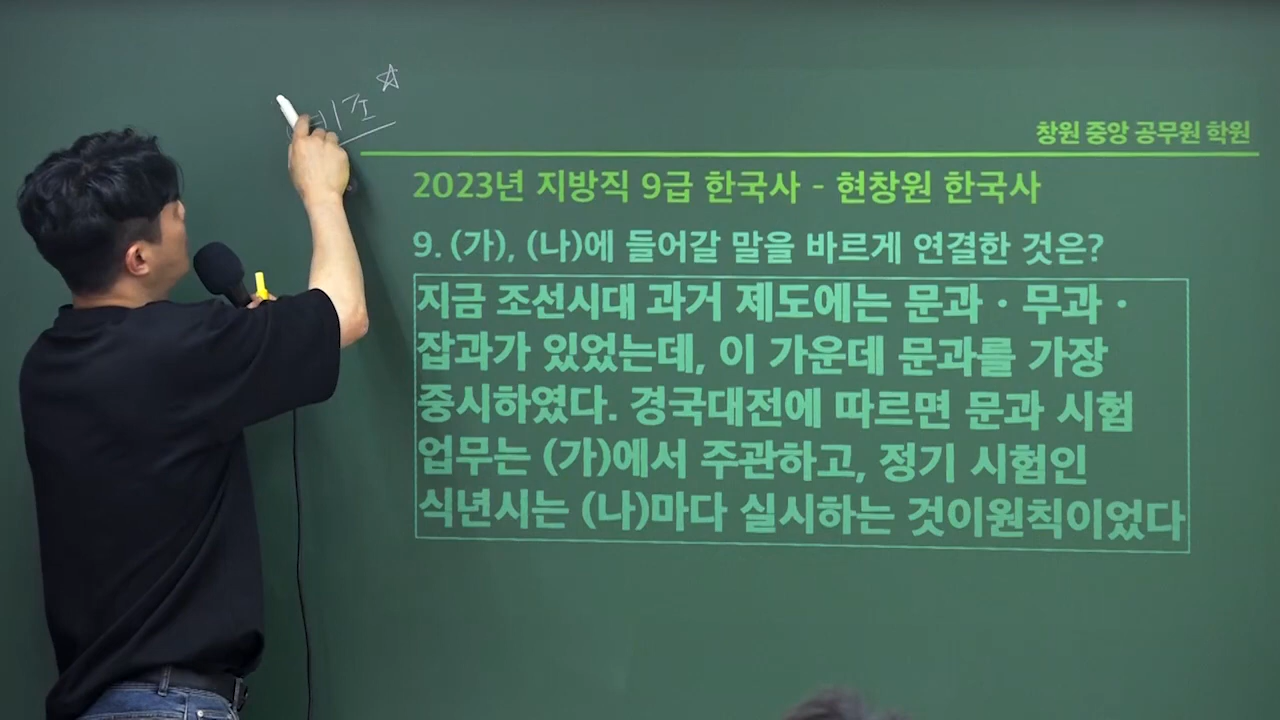 창원 중앙 공무원 학원
2023년 지방직 9급 한국사 - 현창원 한국사
9. (가), (나)에 들어갈 말을 바르게 연결한 것은?
지금 조선시대 과거 제도에는 문과 · 무과 ·
잡과가 있었는데, 이 가운데 문과를 가장
중시하였다. 경국대전에 따르면 문과 시험
업무는 (가)에서 주관하고, 정기 시험인
식년시는 (나)마다 실시하는 것이원칙이었다